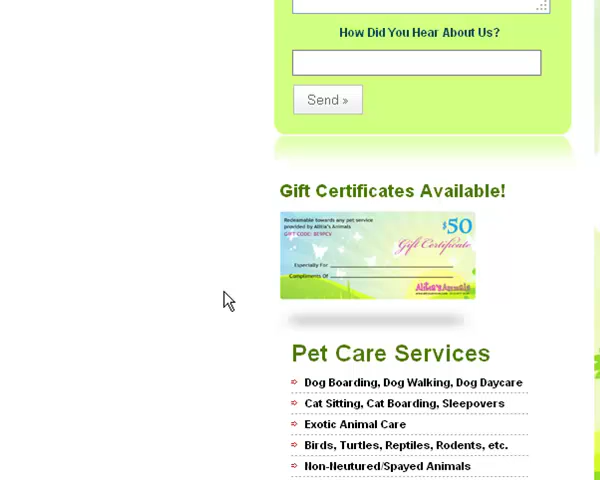 How Did You Hear About Us?
Send »
Gift Certificates Available!
Redeemable towards any pet service
provided by Alitia's Animals
$50
Gift Certificate
Especially For
Compliments Of
Pet Care Services
Dog Boarding, Dog Walking, Dog Daycare
Cat Sitting, Cat Boarding, Sleepovers
Exotic Animal Care
Birds, Turtles, Reptiles, Rodents, etc.
Non-Neutured/Spayed Animals